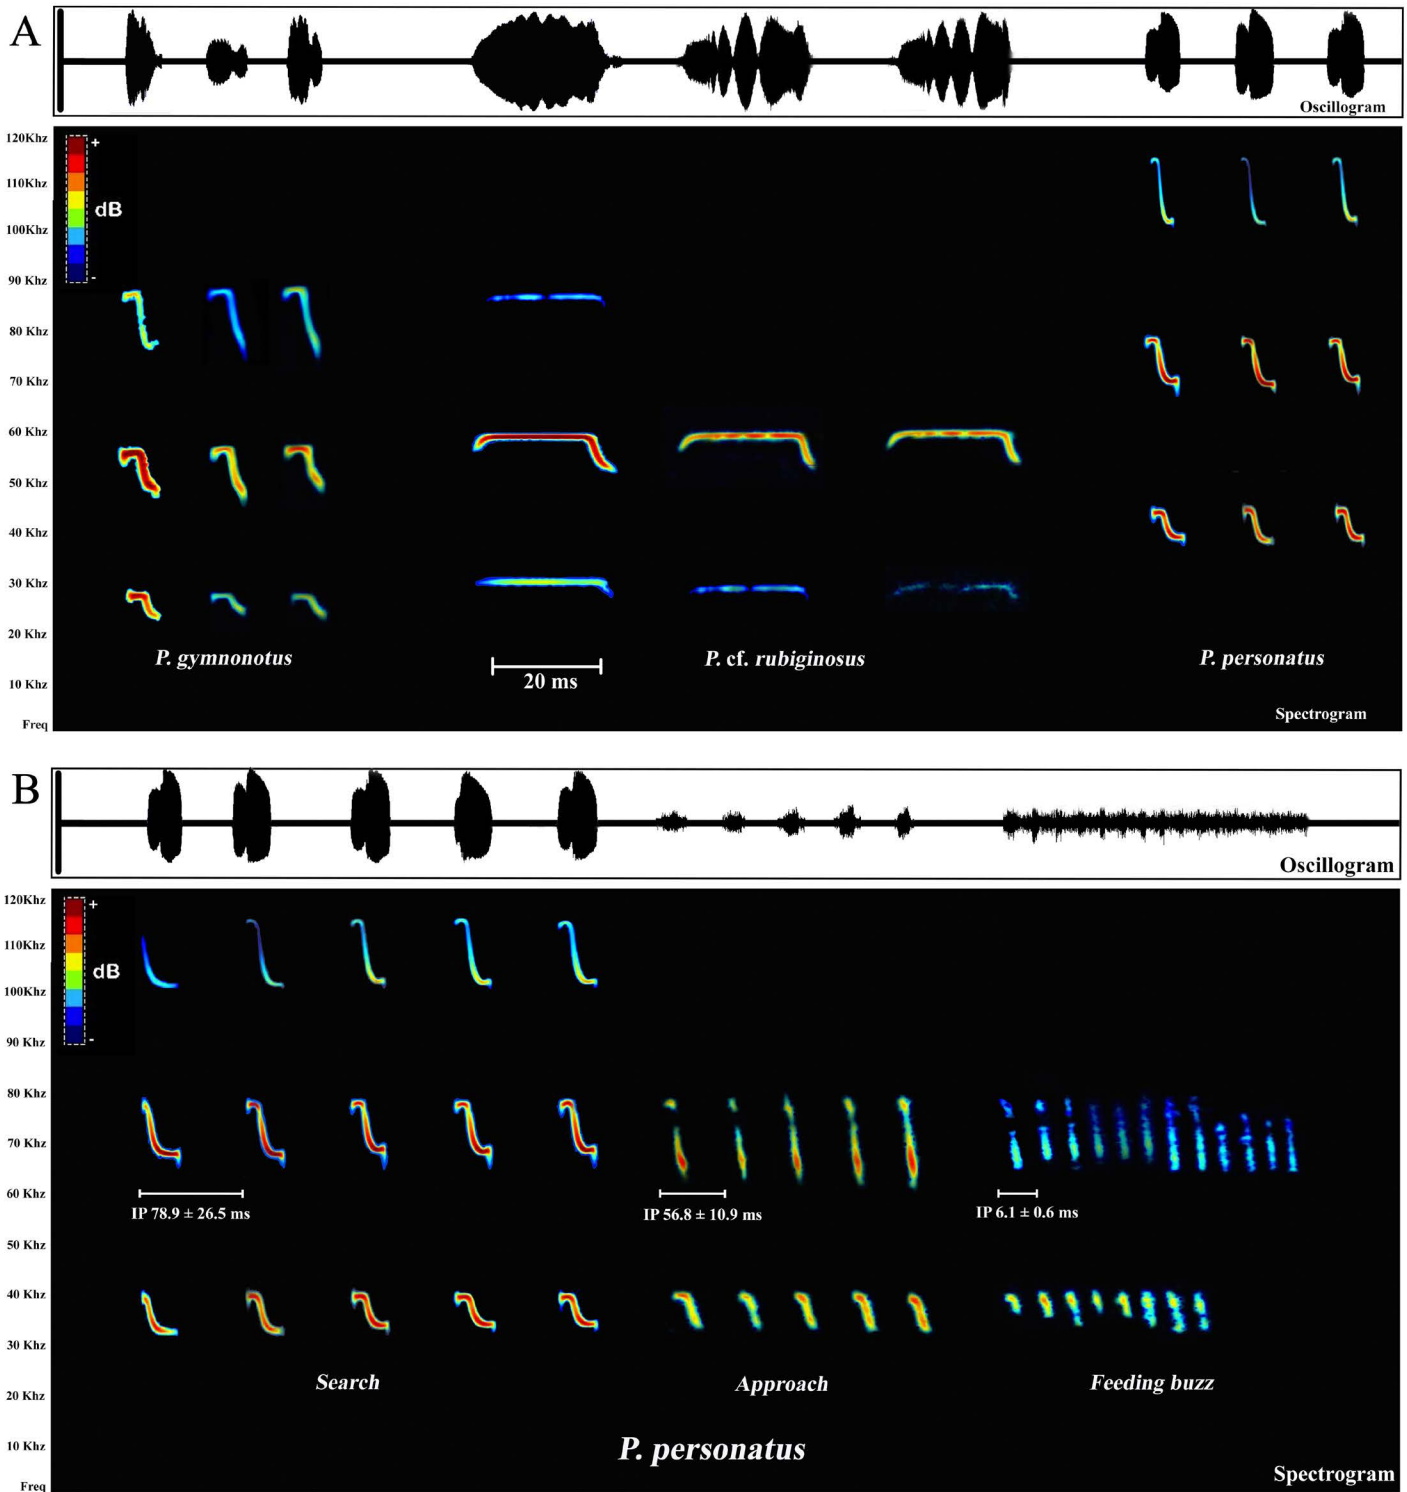 A
Oscillogram
120Khz
+
110Khz
dB
100Khz
-
90 Khz
80 Khz
70 Khz
60 Khz
50 Khz
40 Khz
30 Khz
20 Khz
P. gymnonotus
P. cf. rubiginosus
P. personatus
20 ms
10 Khz
Spectrogram
Freq
B
Oscillogram
120Khz
+
110Khz
dB
100Khz
-
90 Khz
80 Khz
70 Khz
60 Khz
IP 78.9 ± 26.5 ms
IP 56.8 ± 10.9 ms
IP 6.1 ± 0.6 ms
50 Khz
40 Khz
30 Khz
Search
Approach
Feeding buzz
20 Khz
10 Khz
P. personatus
Spectrogram
Freq